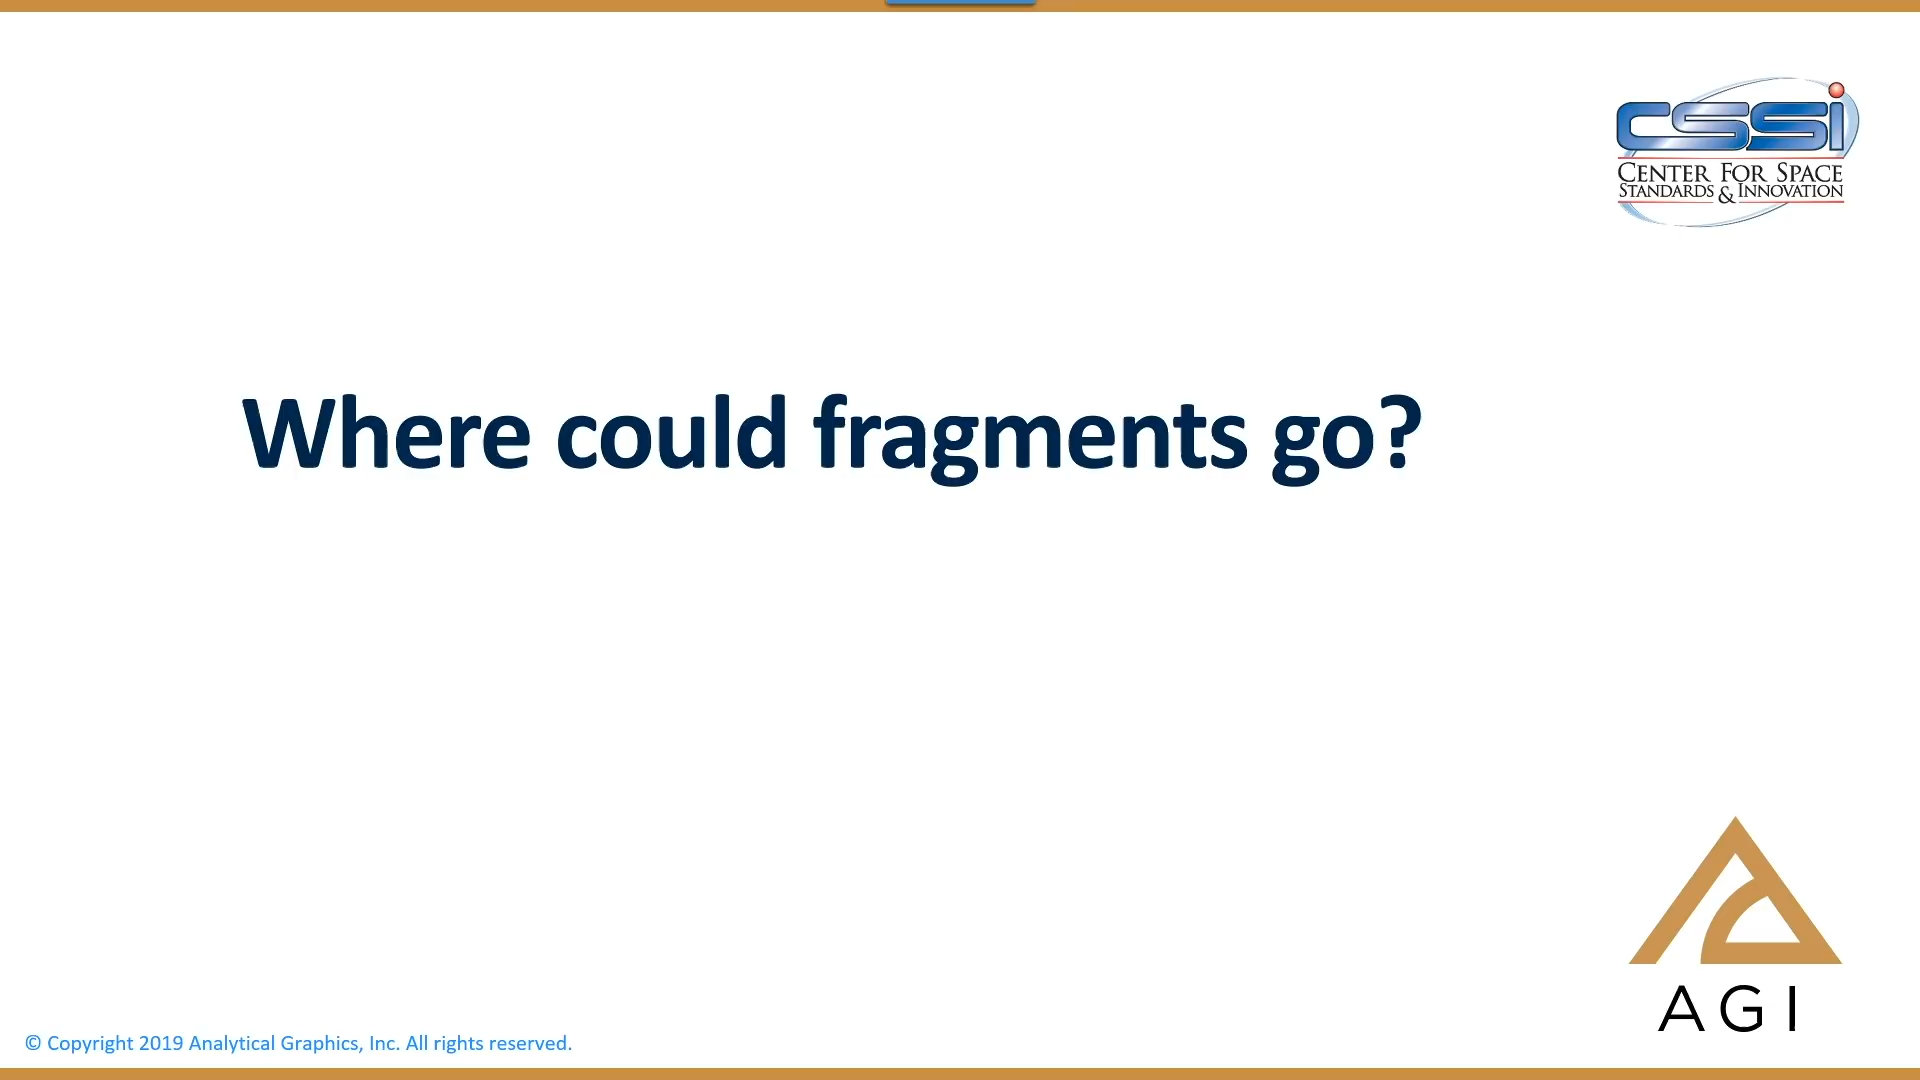 cssi
CENTER FOR SPACE
STANDARDS & INNOVATION
Where could fragments go?
AGI
© Copyright 2019 Analytical Graphics, Inc. All rights reserved.